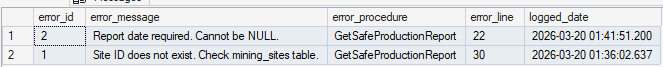 Messages
error_id error_message error_procedure error_line logged_date
1 2 Report date required. Cannot be NULL. GetSafeProductionReport 22 2026-03-20 01:41:51.200
2 1 Site ID does not exist. Check mining_sites table. GetSafeProductionReport 30 2026-03-20 01:36:02.637